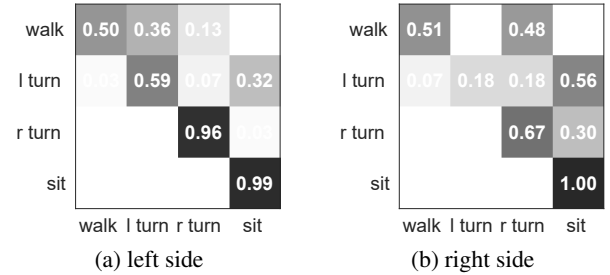 walk 0.50 0.36 0.13
l turn 0.03 0.59 0.07 0.32
r turn 0.96 0.03
sit 0.99
walk l turn r turn sit
(a) left side
walk 0.51 0.48
l turn 0.07 0.18 0.18 0.56
r turn 0.67 0.30
sit 1.00
walk l turn r turn sit
(b) right side